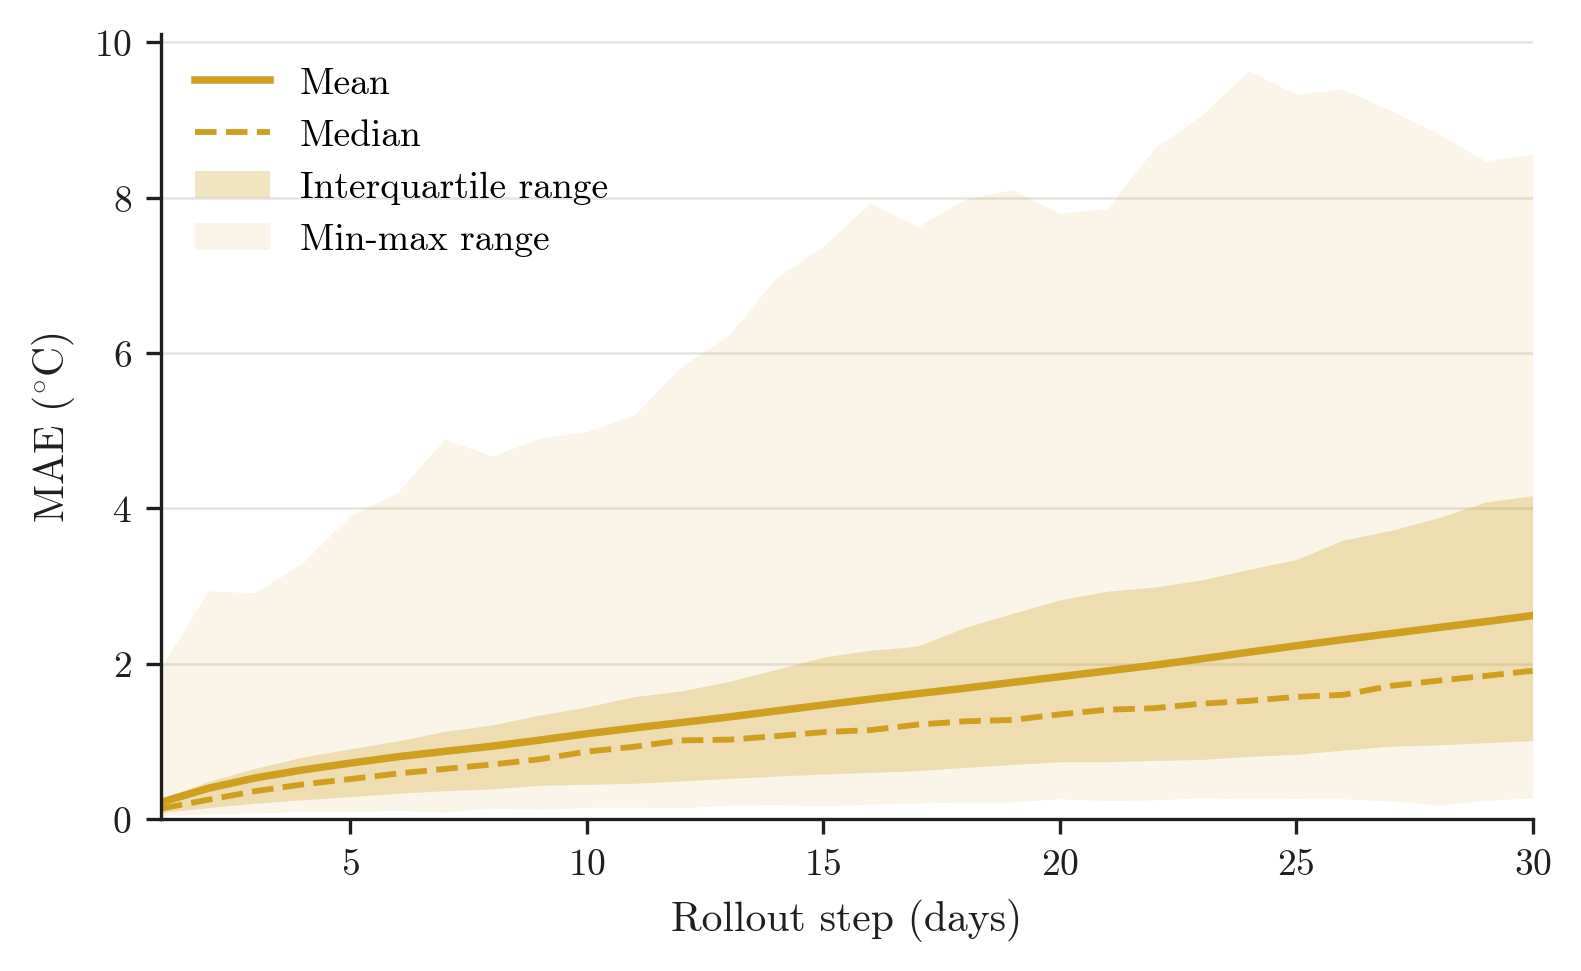 10
8
6
4
2
0
MAE (°C)
Mean
Median
Interquartile range
Min-max range
5 10 15 20 25 30
Rollout step (days)